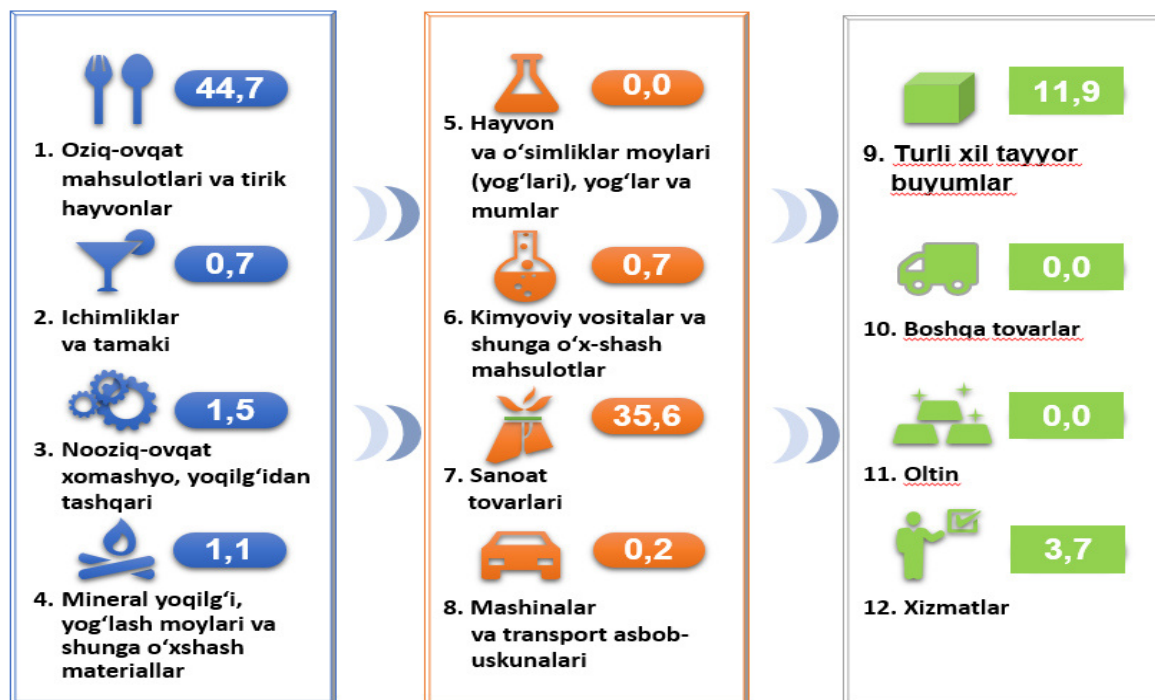 44,7
1. Oziq-ovqat
mahsulotlari va tirik
hayvonlar
0,7
2. Ichimliklar
va tamaki
1,5
3. Nooziq-ovqat
xomashyo, yoqilg‘idan
tashqari
1,1
4. Mineral yoqilg‘i,
yog‘lash moylari va
shunga o‘xshash
materiallar
0,0
5. Hayvon
va o‘simliklar moylari
(yog‘lari), yog‘lar va
mumlar
0,7
6. Kimyoviy vositalar va
shunga o‘x-shash
mahsulotlar
35,6
7. Sanoat
tovarlari
0,2
8. Mashinalar
va transport asbob-
uskunalari
11,9
9. Turli xil tayyor
buyumlar
0,0
10. Boshqa tovarlar
0,0
11. Oltin
3,7
12. Xizmatlar